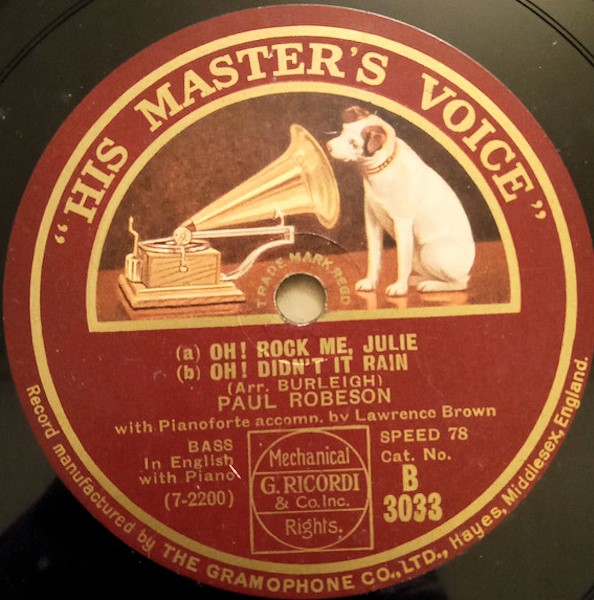 "HIS MASTER'S VOICE"
TRADE MARK REGD
(a) OH! ROCK ME, JULIE
(b) OH! DIDN'T IT RAIN
(Arr. BURLEIGH)
PAUL ROBESON
with Pianoforte accomn. by Lawrence Brown
BASS
In English
with Piano
(7-2200)
Mechanical
G. RICORDI
& Co. Inc.
Rights.
SPEED 78
Cat. No.
B
3033
Record manufactured by THE GRAMOPHONE CO., LTD., Hayes, Middlesex, England.